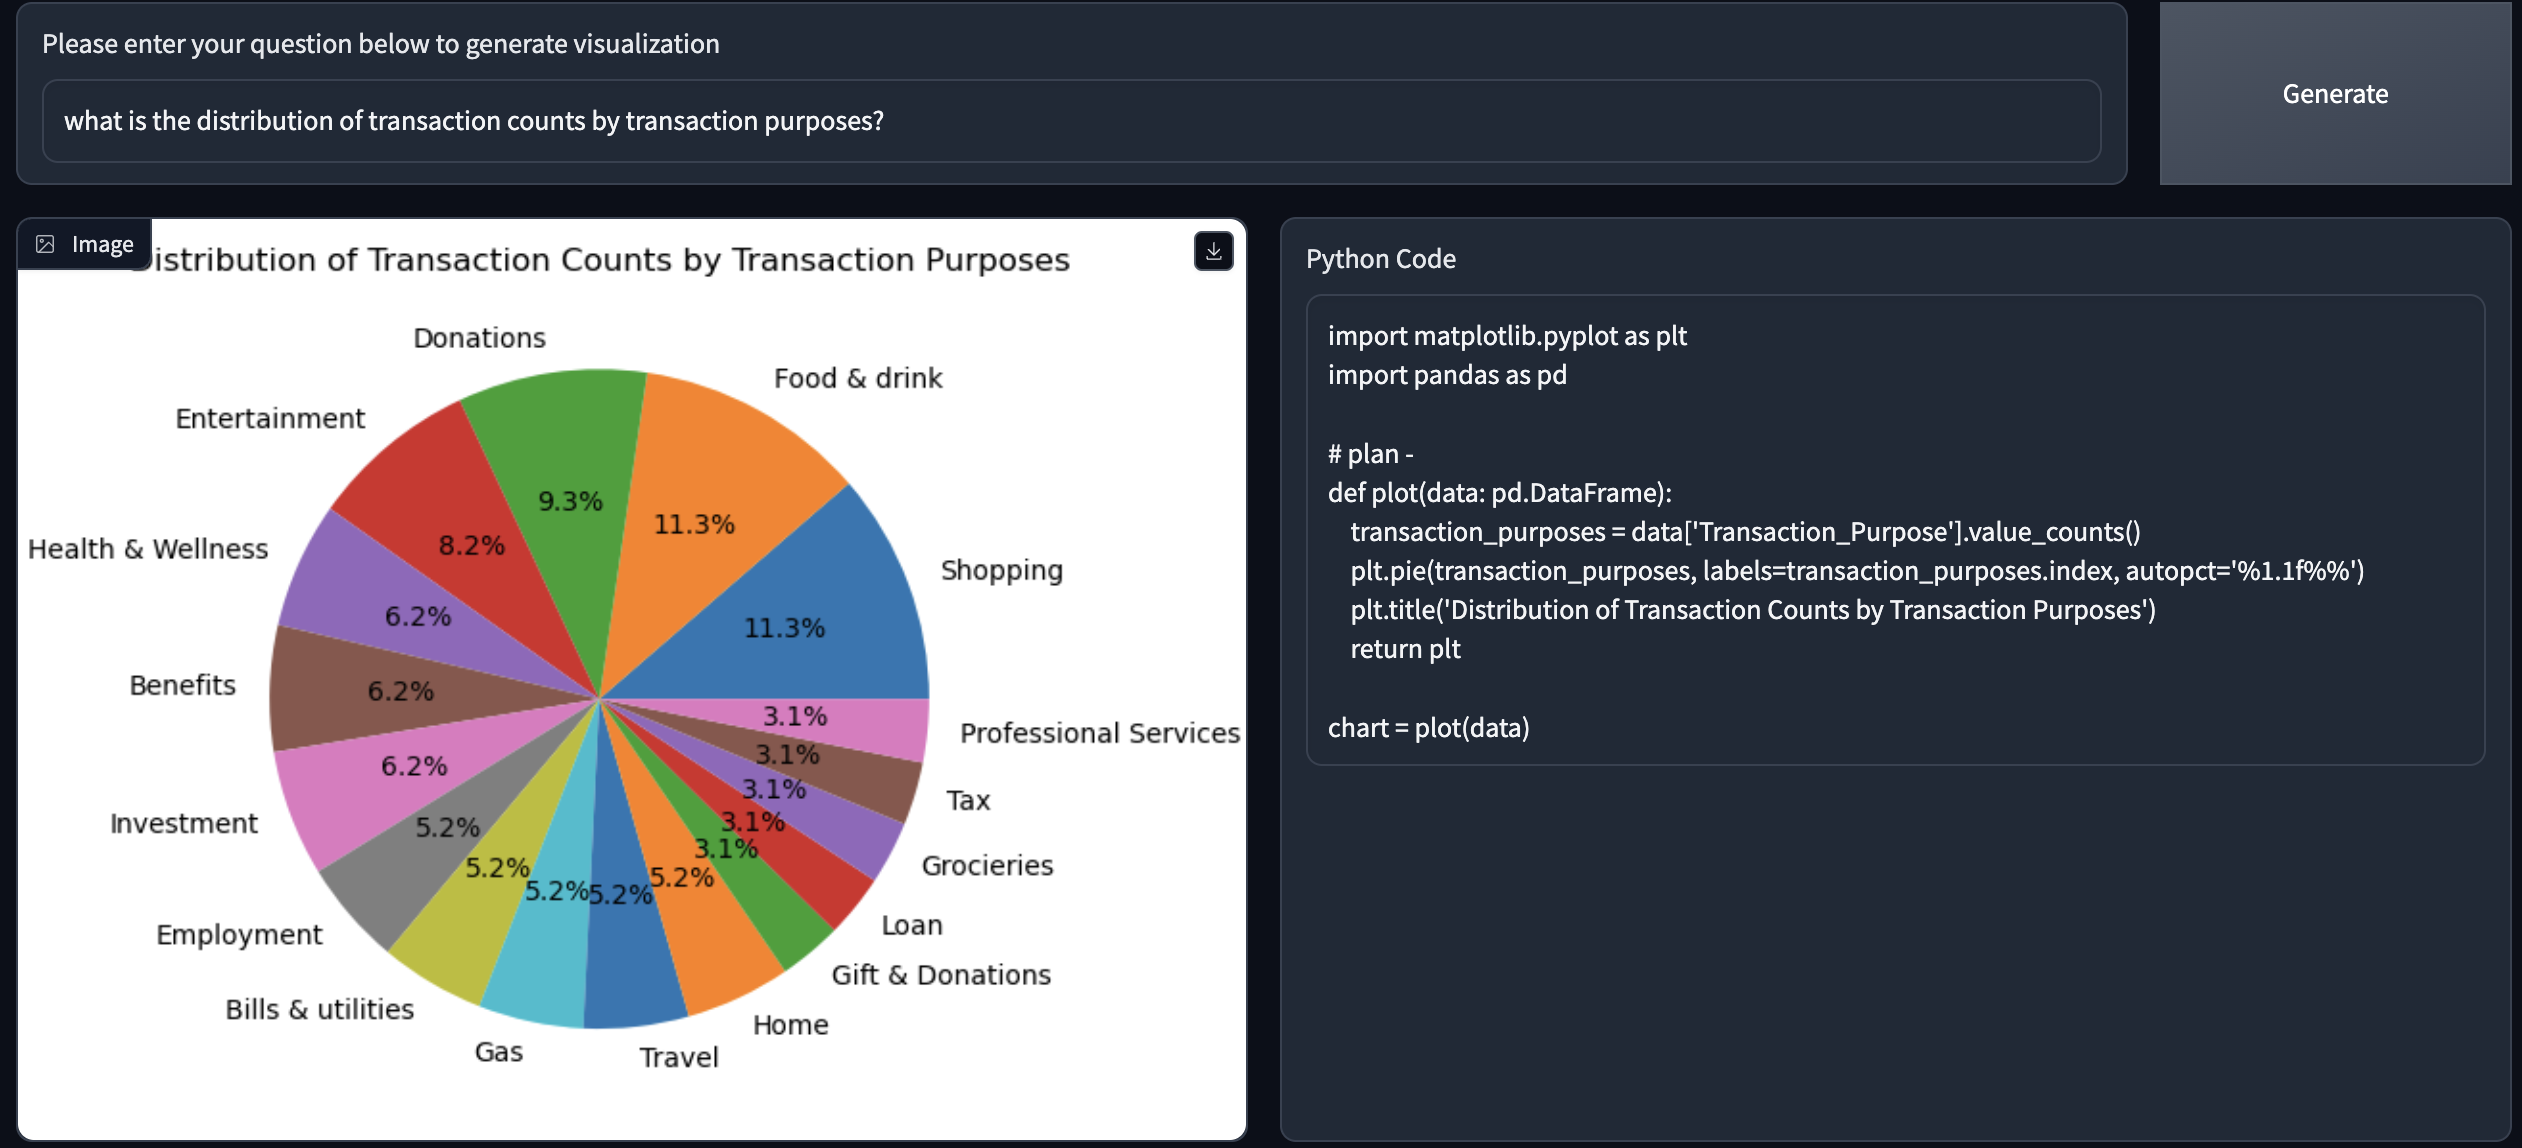 Please enter your question below to generate visualization
what is the distribution of transaction counts by transaction purposes?
Generate
Image
istribution of Transaction Counts by Transaction Purposes
Donations
Food & drink
Entertainment
9.3%
11.3%
8.2%
Health & Wellness
Shopping
6.2%
11.3%
Benefits
6.2%
3.1%
Professional Services
3.1%
6.2%
3.1%
Tax
Investment
5.2%
3.1%
3.1%
Grocieries
5.2%
5.2%
5.2%
5.2%
Loan
Employment
Gift & Donations
Bills & utilities
Home
Gas
Travel
Python Code
import matplotlib.pyplot as plt
import pandas as pd
# plan -
def plot(data: pd.DataFrame):
transaction_purposes = data['Transaction_Purpose'].value_counts()
plt.pie(transaction_purposes, labels=transaction_purposes.index, autopct='%1.1f%%')
plt.title('Distribution of Transaction Counts by Transaction Purposes')
return plt
chart = plot(data)